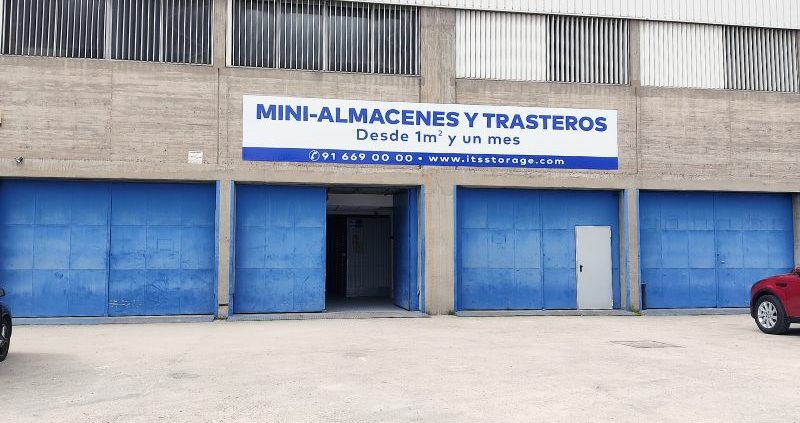 MINI-ALMACENES Y TRASTEROS
Desde 1m² y un mes
91 669 00 00 • www.itsstorage.com